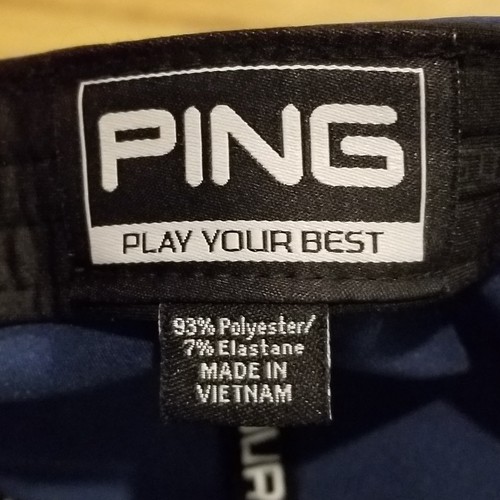 PING
PLAY YOUR BEST
93% Polyester/
7% Elastane
MADE IN
VIETNAM